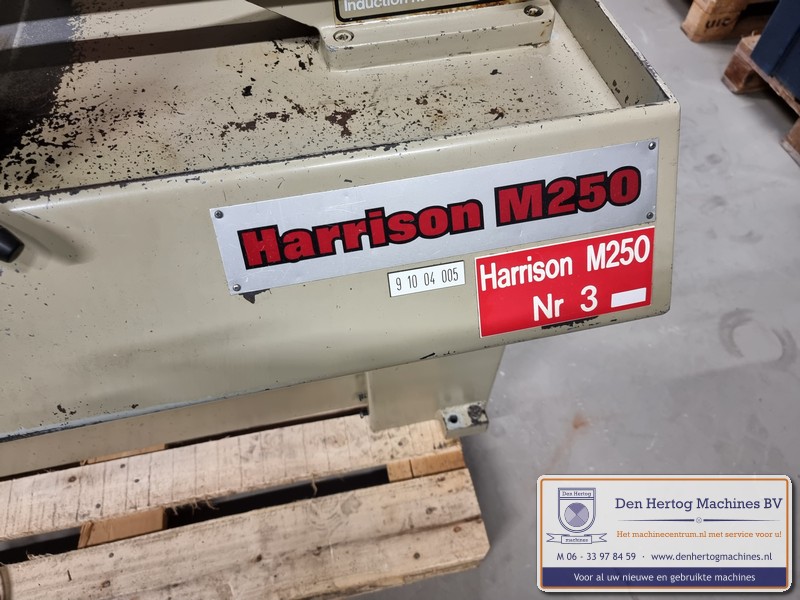 Induction
Harrison M250
9 10 04 005
Harrison M250
Nr 3
Den Hertog
machines
Den Hertog Machines BV
Het machinecentrum.nl met service voor u!
M 06 - 33 97 84 59 · www.denhertogmachines.nl
Voor al uw nieuwe en gebruikte machines